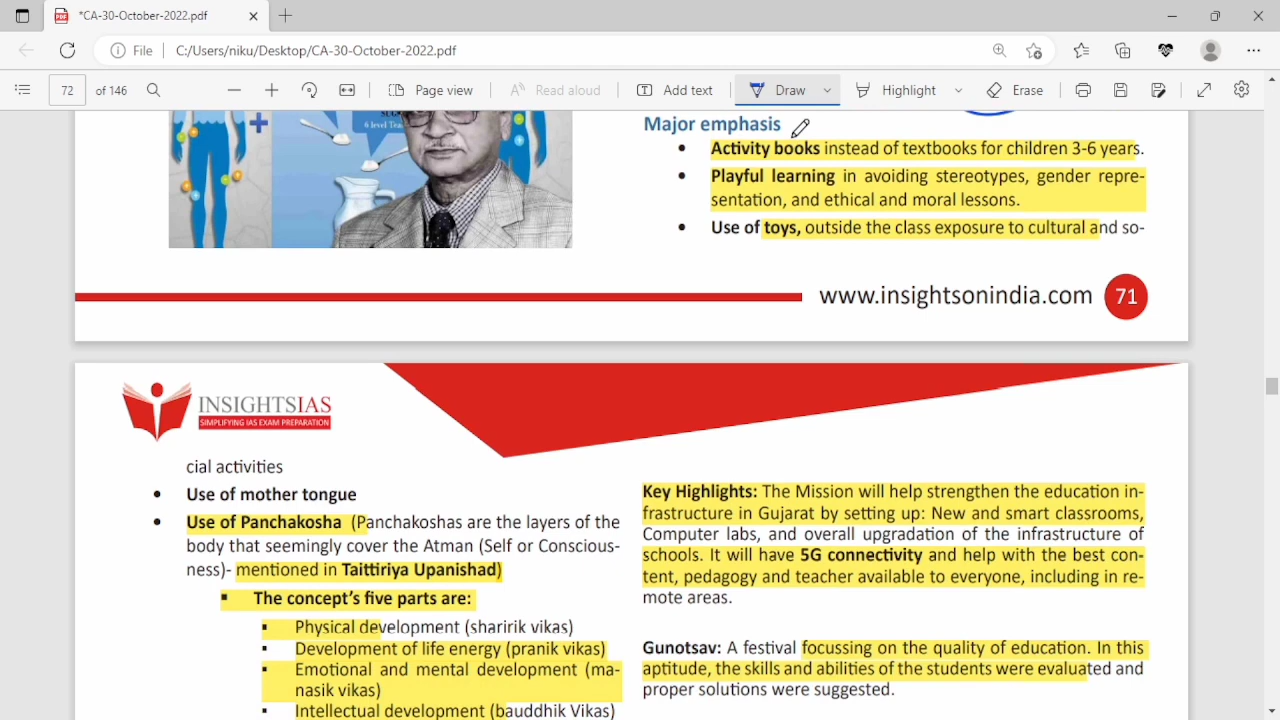 *CA-30-October-2022.pdf
File
C:/Users/niku/Desktop/CA-30-October-2022.pdf
72 of 146
Page view
Read aloud
Add text
Draw
Highlight
Erase
Major emphasis
• Activity books instead of textbooks for children 3-6 years.
• Playful learning in avoiding stereotypes, gender repre-
sentation, and ethical and moral lessons.
• Use of toys, outside the class exposure to cultural and so-
www.insightsonindia.com 71
INSIGHTSIAS
SIMPLIFYING IAS EXAM PREPARATION
cial activities
• Use of mother tongue
• Use of Panchakosha (Panchakoshas are the layers of the
body that seemingly cover the Atman (Self or Conscious-
ness)- mentioned in Taittiriya Upanishad)
▪ The concept's five parts are:
▪ Physical development (sharirik vikas)
▪ Development of life energy (pranik vikas)
▪ Emotional and mental development (ma-
nasik vikas)
▪ Intellectual development (bauddhik Vikas)
Key Highlights: The Mission will help strengthen the education in-
frastructure in Gujarat by setting up: New and smart classrooms,
Computer labs, and overall upgradation of the infrastructure of
schools. It will have 5G connectivity and help with the best con-
tent, pedagogy and teacher available to everyone, including in re-
mote areas.
Gunotsav: A festival focussing on the quality of education. In this
aptitude, the skills and abilities of the students were evaluated and
proper solutions were suggested.